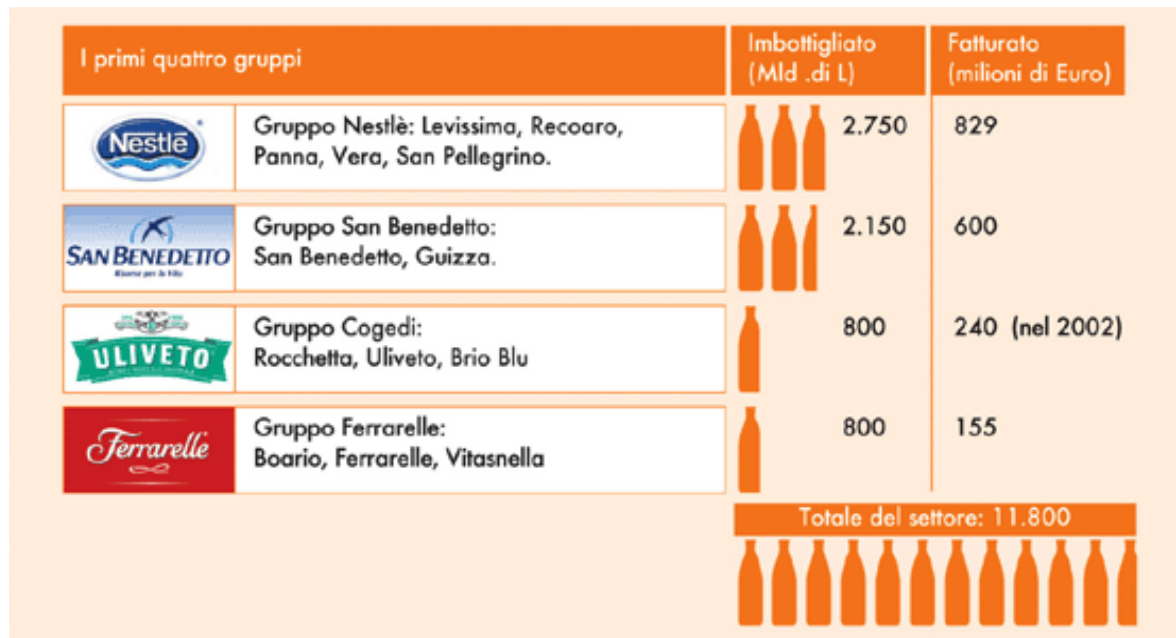 I primi quattro gruppi
Imbottigliato
(Mld .di L)
Fatturato
(milioni di Euro)
Nestlé
Gruppo Nestlè: Levissima, Recoaro,
Panna, Vera, San Pellegrino.
2.750
829
SAN BENEDETTO
Gruppo San Benedetto:
San Benedetto, Guizza.
2.150
600
ULIVETO
Gruppo Cogedi:
Rocchetta, Uliveto, Brio Blu
800
240 (nel 2002)
Ferrarelle
Gruppo Ferrarelle:
Boario, Ferrarelle, Vitasnella
800
155
Totale del settore: 11.800